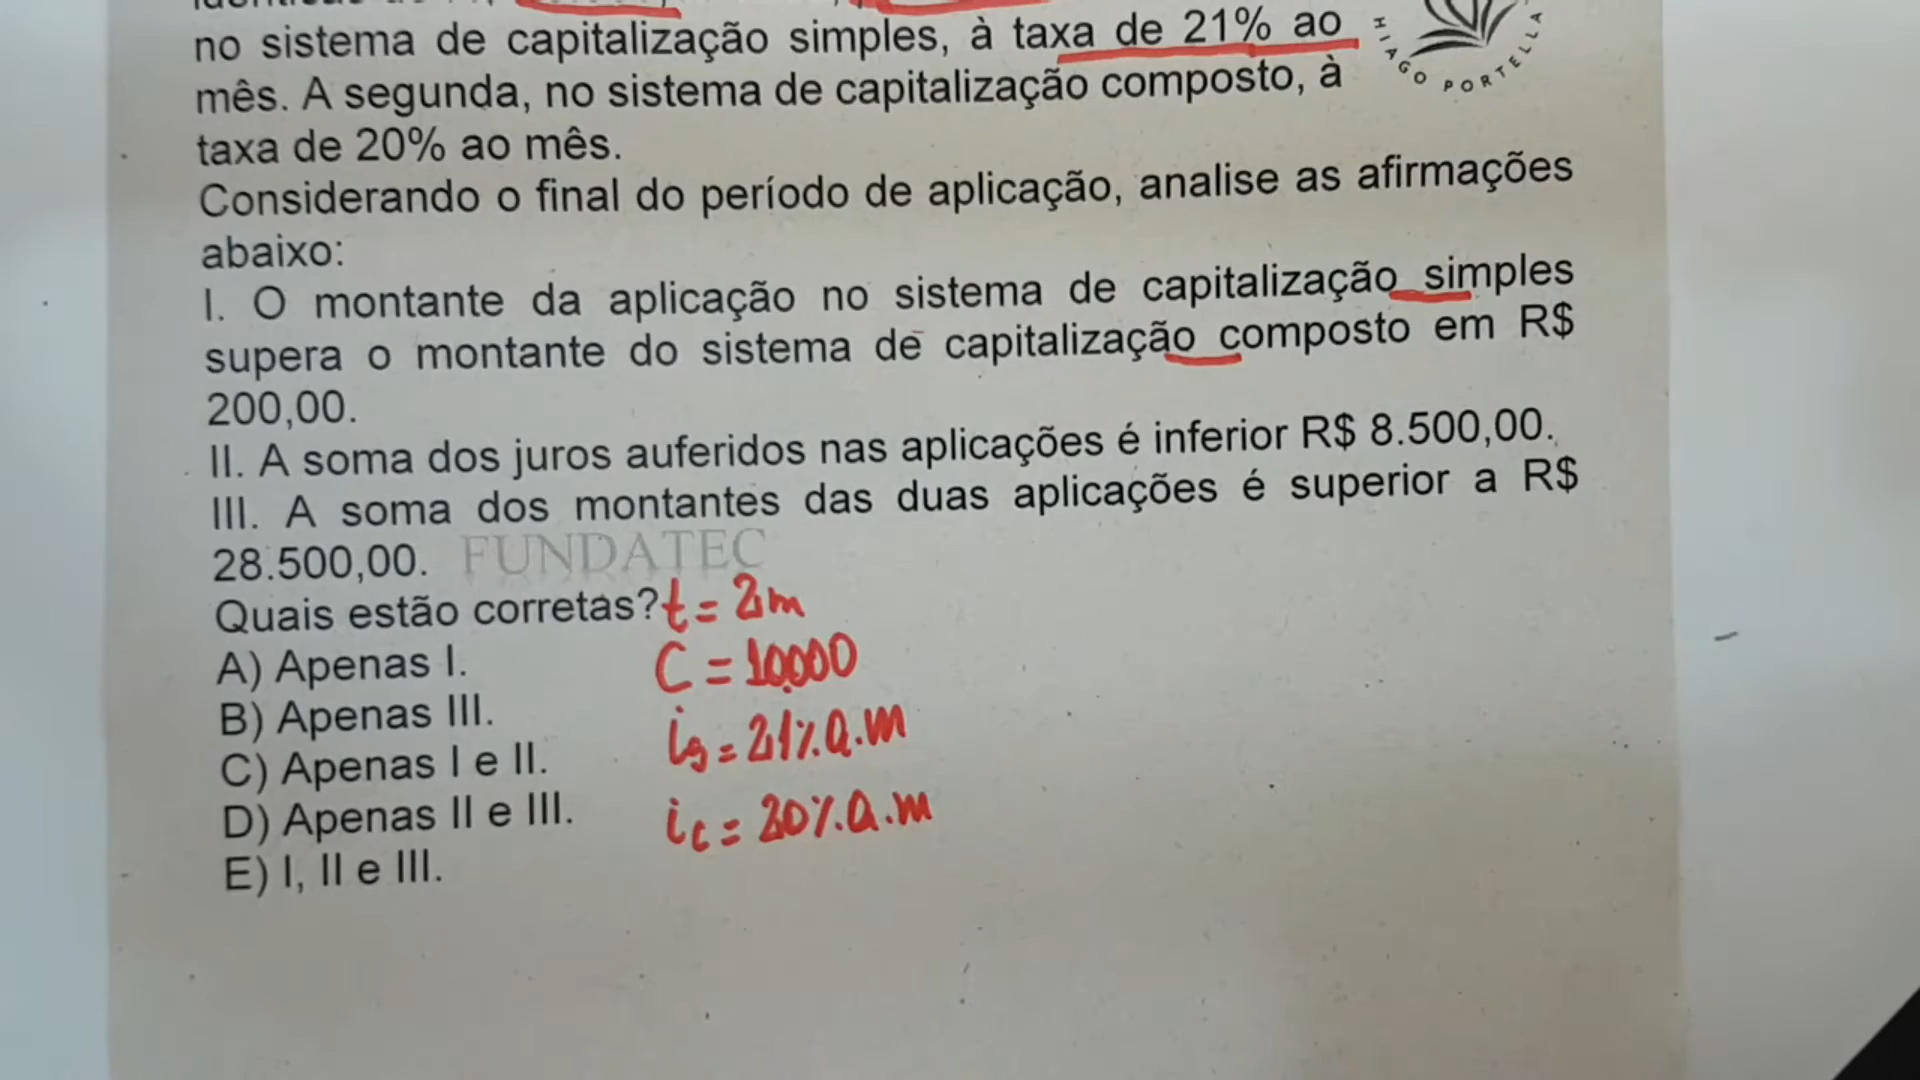 no sistema de capitalização simples, à taxa de 21% ao
mês. A segunda, no sistema de capitalização composto, à
taxa de 20% ao mês.
Considerando o final do período de aplicação, analise as afirmações
abaixo:
I. O montante da aplicação no sistema de capitalização simples
supera o montante do sistema de capitalização composto em R$
200,00.
II. A soma dos juros auferidos nas aplicações é inferior R$ 8.500,00.
III. A soma dos montantes das duas aplicações é superior a R$
28.500,00. FUNDATEC
Quais estão corretas? t = 2m
A) Apenas I.
C = 10.000
B) Apenas III.
is = 21% a.m
C) Apenas I e II.
D) Apenas II e III.
ic = 20% a.m
E) I, II e III.
HIAGO PORTELLA